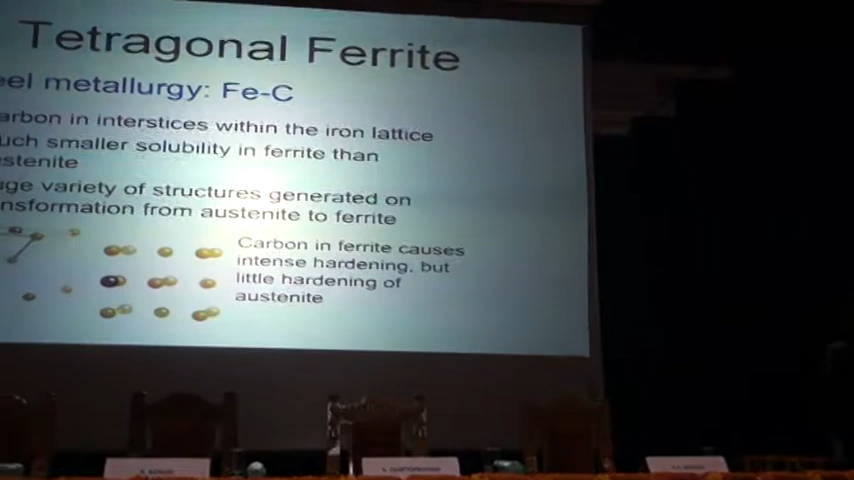 Tetragonal Ferrite
eel metallurgy: Fe-C
arbon in interstices within the iron lattice
uch smaller solubility in ferrite than
stenite
uge variety of structures generated on
nsformation from austenite to ferrite
Carbon in ferrite causes
intense hardening, but
little hardening of
austenite